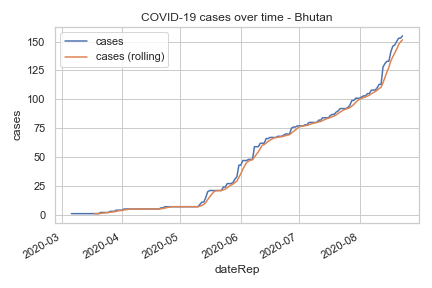 COVID-19 cases over time - Bhutan
cases
cases (rolling)
cases
150
125
100
75
50
25
0
2020-03
2020-04
2020-05
2020-06
2020-07
2020-08
dateRep